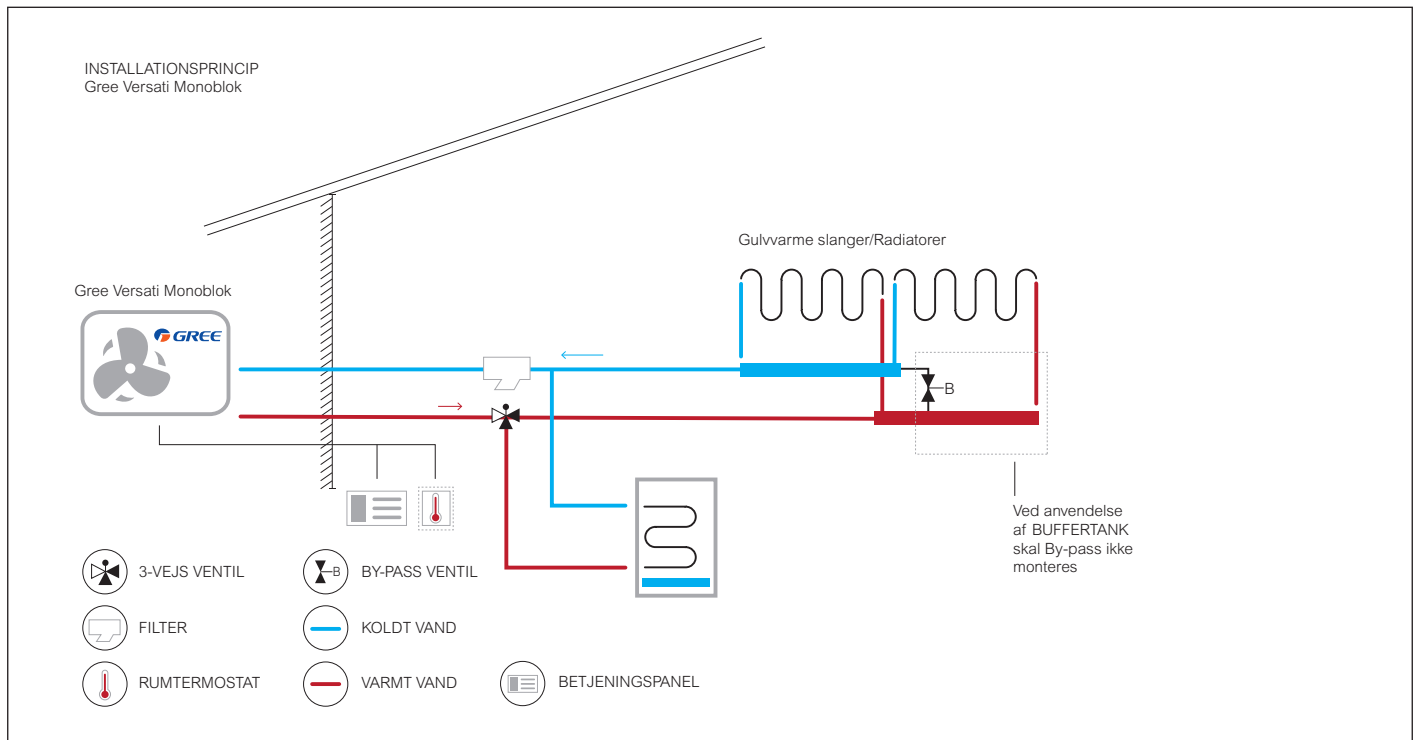 INSTALLATIONSPRINCIP
Gree Versati Monoblok
Gulvvarme slanger/Radiatorer
Gree Versati Monoblok
GREE
B
Ved anvendelse
af BUFFERTANK
skal By-pass ikke
monteres
3-VEJS VENTIL
B
BY-PASS VENTIL
FILTER
KOLDT VAND
RUMTERMOSTAT
VARMT VAND
BETJENINGSPANEL